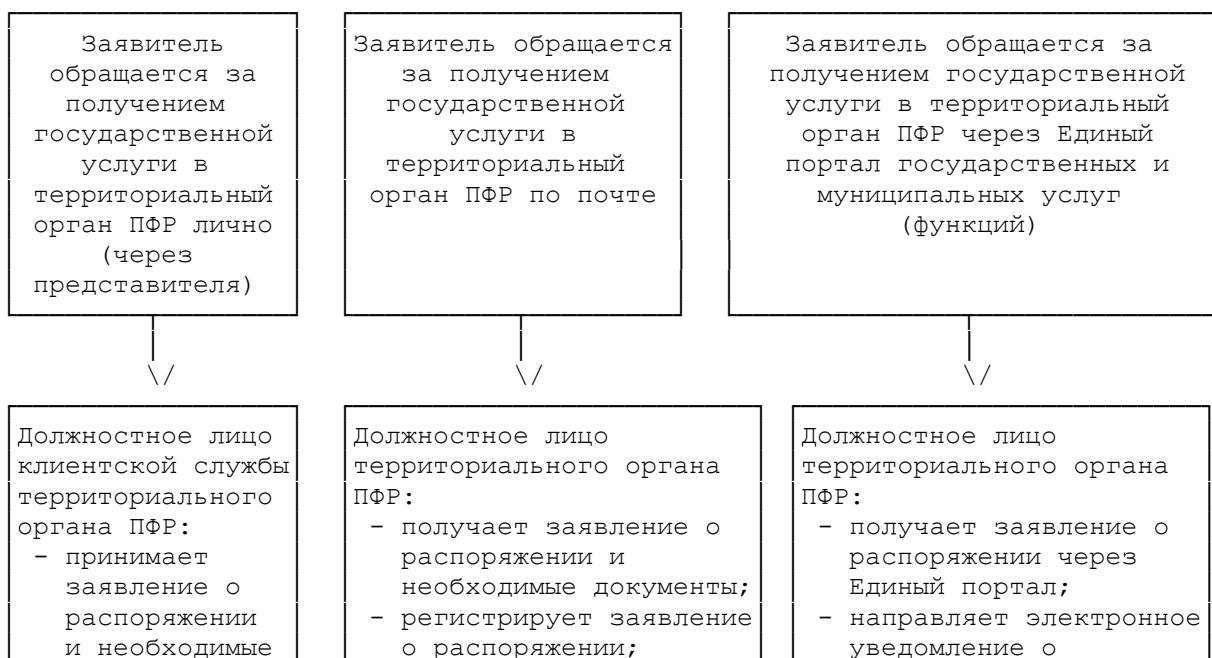 Заявитель
обращается за
получением
государственной
услуги в
территориальный
орган ПФР лично
(через
представителя)
Заявитель обращается
за получением
государственной
услуги в
территориальный
орган ПФР по почте
Заявитель обращается за
получением государственной
услуги в территориальный
орган ПФР через Единый
портал государственных и
муниципальных услуг
(функций)
Должностное лицо
клиентской службы
территориального
органа ПФР:
- принимает
заявление о
распоряжении
и необходимые
Должностное лицо
территориального органа
ПФР:
- получает заявление о
распоряжении и
необходимые документы;
- регистрирует заявление
о распоряжении;
Должностное лицо
территориального органа
ПФР:
- получает заявление о
распоряжении через
Единый портал;
- направляет электронное
уведомление о